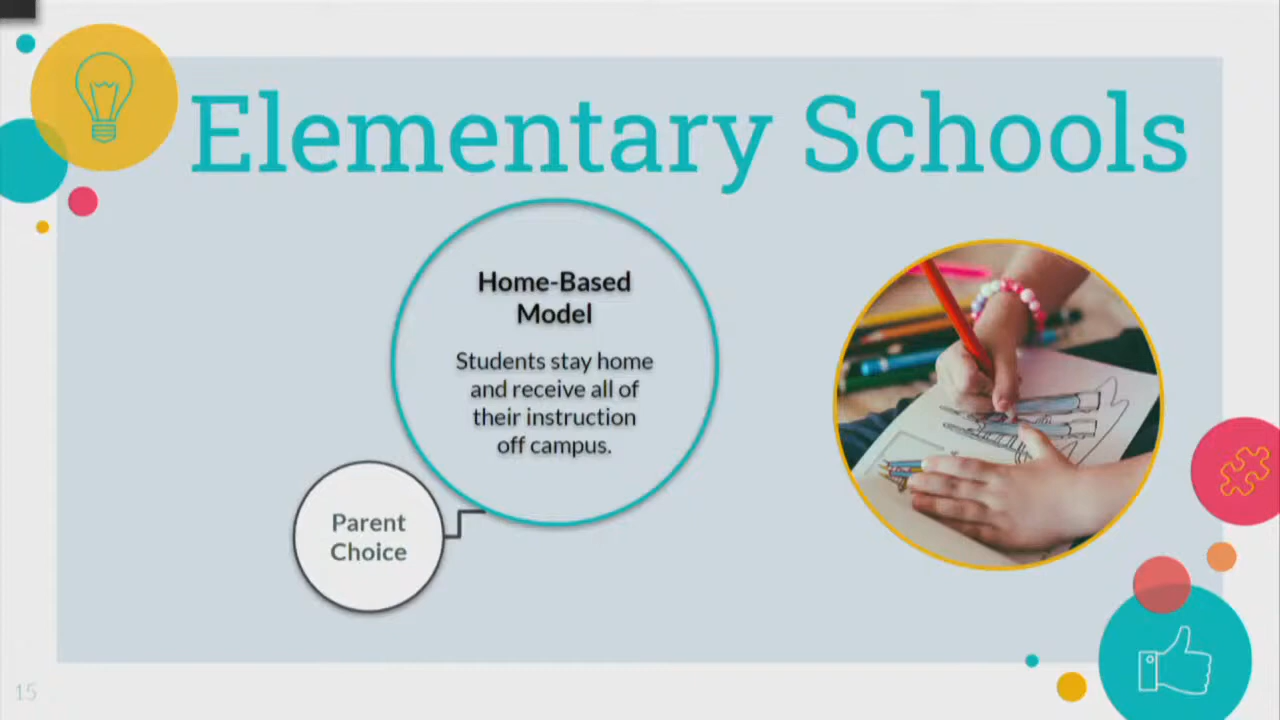 Elementary Schools
Home-Based
Model
Students stay home
and receive all of
their instruction
off campus.
Parent
Choice
15